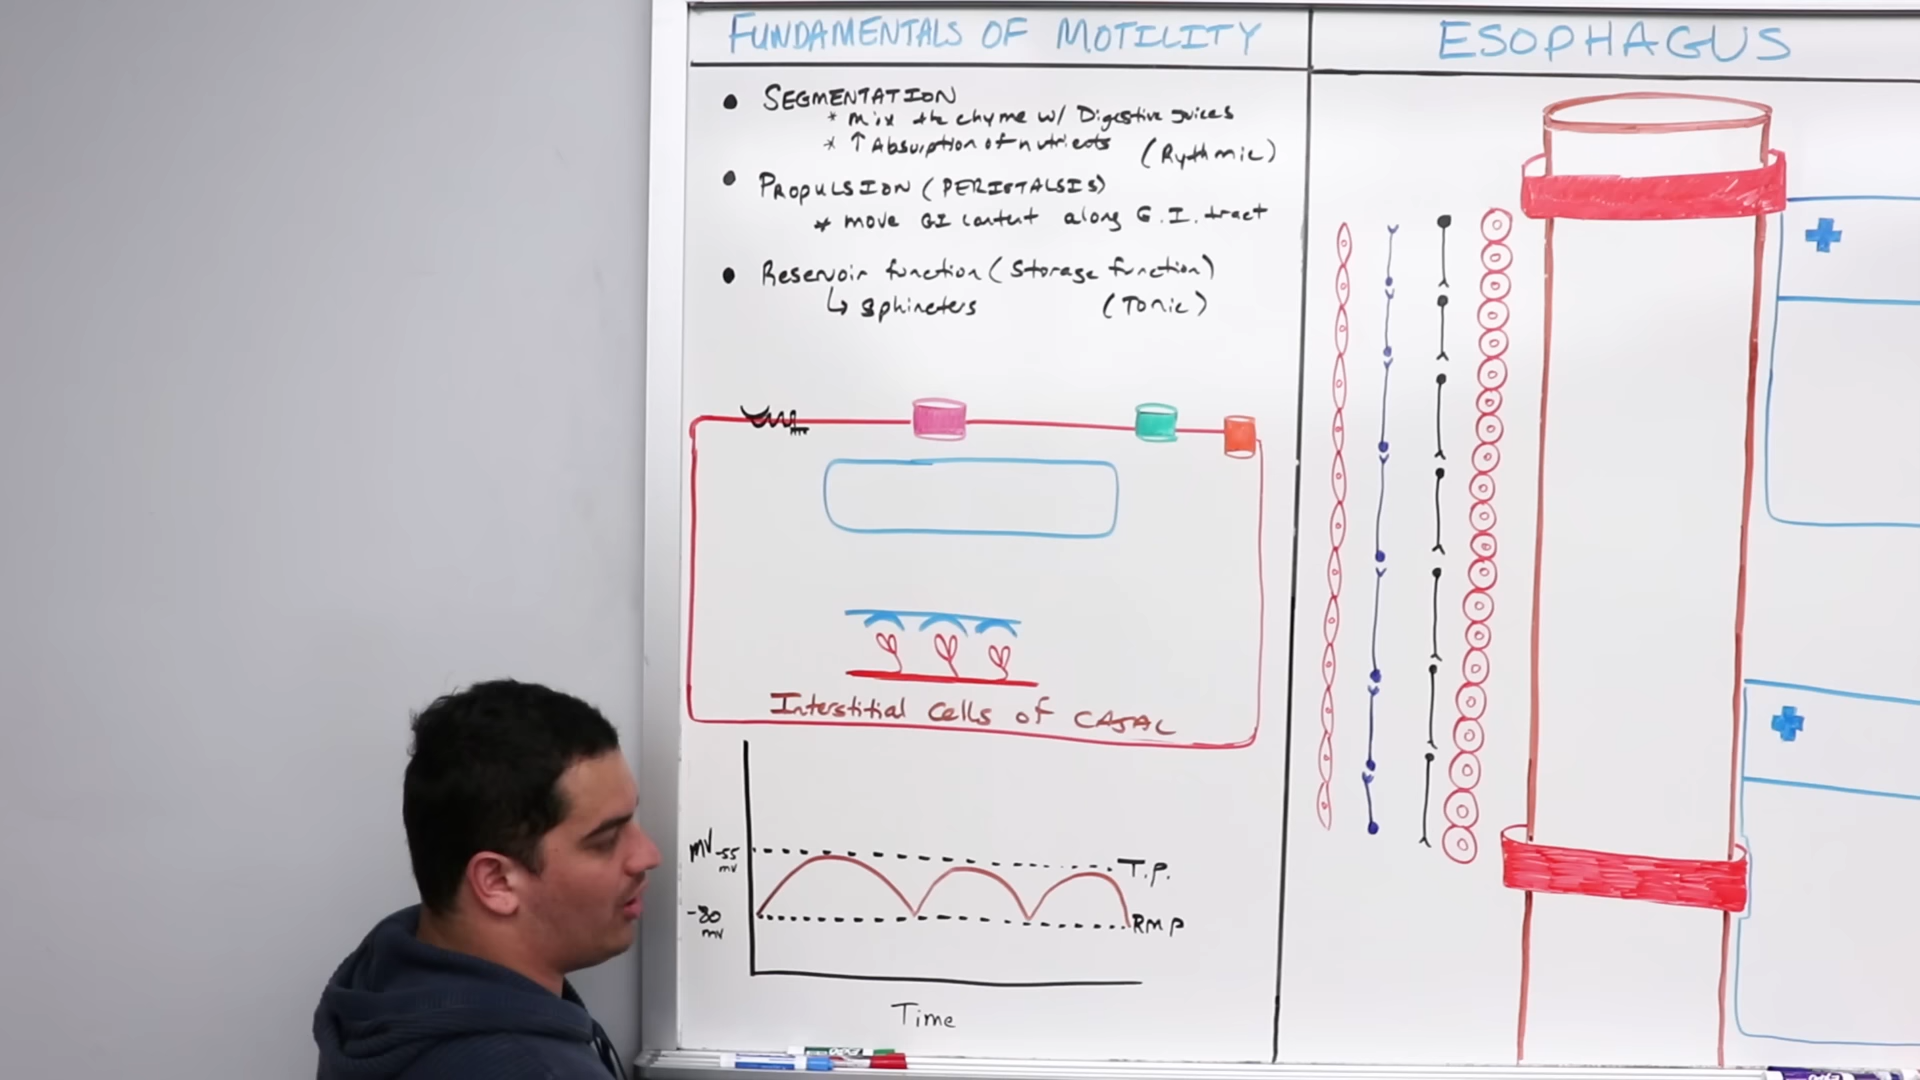 FUNDAMENTALS OF MOTILITY
• SEGMENTATION
* mix the chyme w/ Digestive Juices
* ↑ Absorption of nutrients (Rythmic)
• PROPULSION (PERISTALSIS)
* move GI content along G.I. tract
• Reservoir function (Storage function)
↳ sphincters (Tonic)
Interstitial Cells of CAJAL
mV
-55
mV
T.P.
-80
mV
RMP
Time
ESOPHAGUS
+
+
EXPO